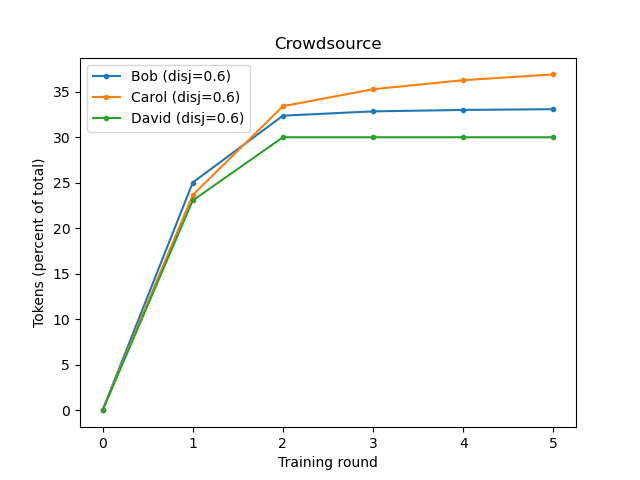 Crowdsource
Bob (disj=0.6)
Carol (disj=0.6)
David (disj=0.6)
Tokens (percent of total)
35
30
25
20
15
10
5
0
0 1 2 3 4 5
Training round